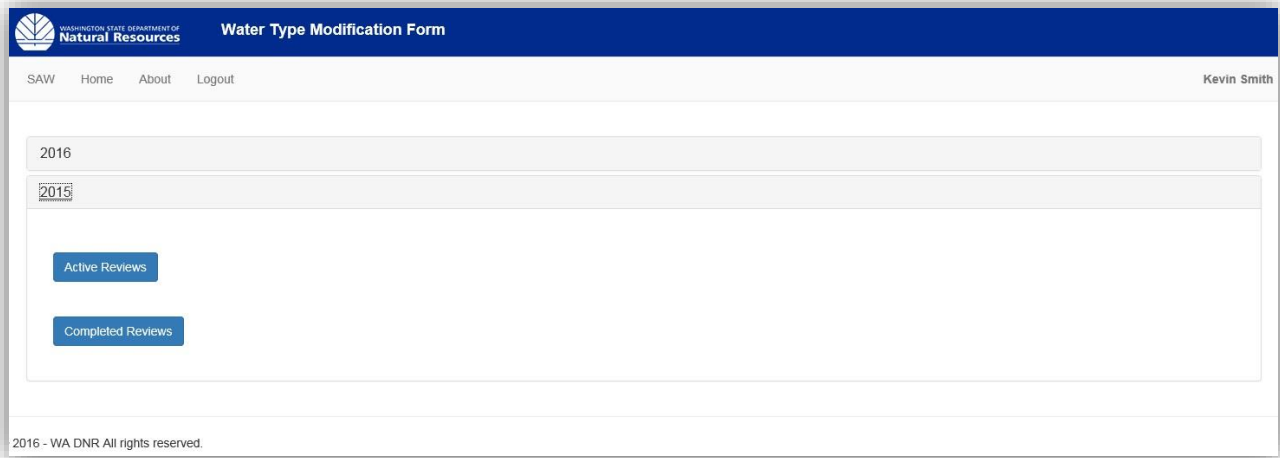 WASHINGTON STATE DEPARTMENT OF
Natural Resources
Water Type Modification Form
SAW Home About Logout Kevin Smith
2016
2015
Active Reviews
Completed Reviews
2016 - WA DNR All rights reserved.